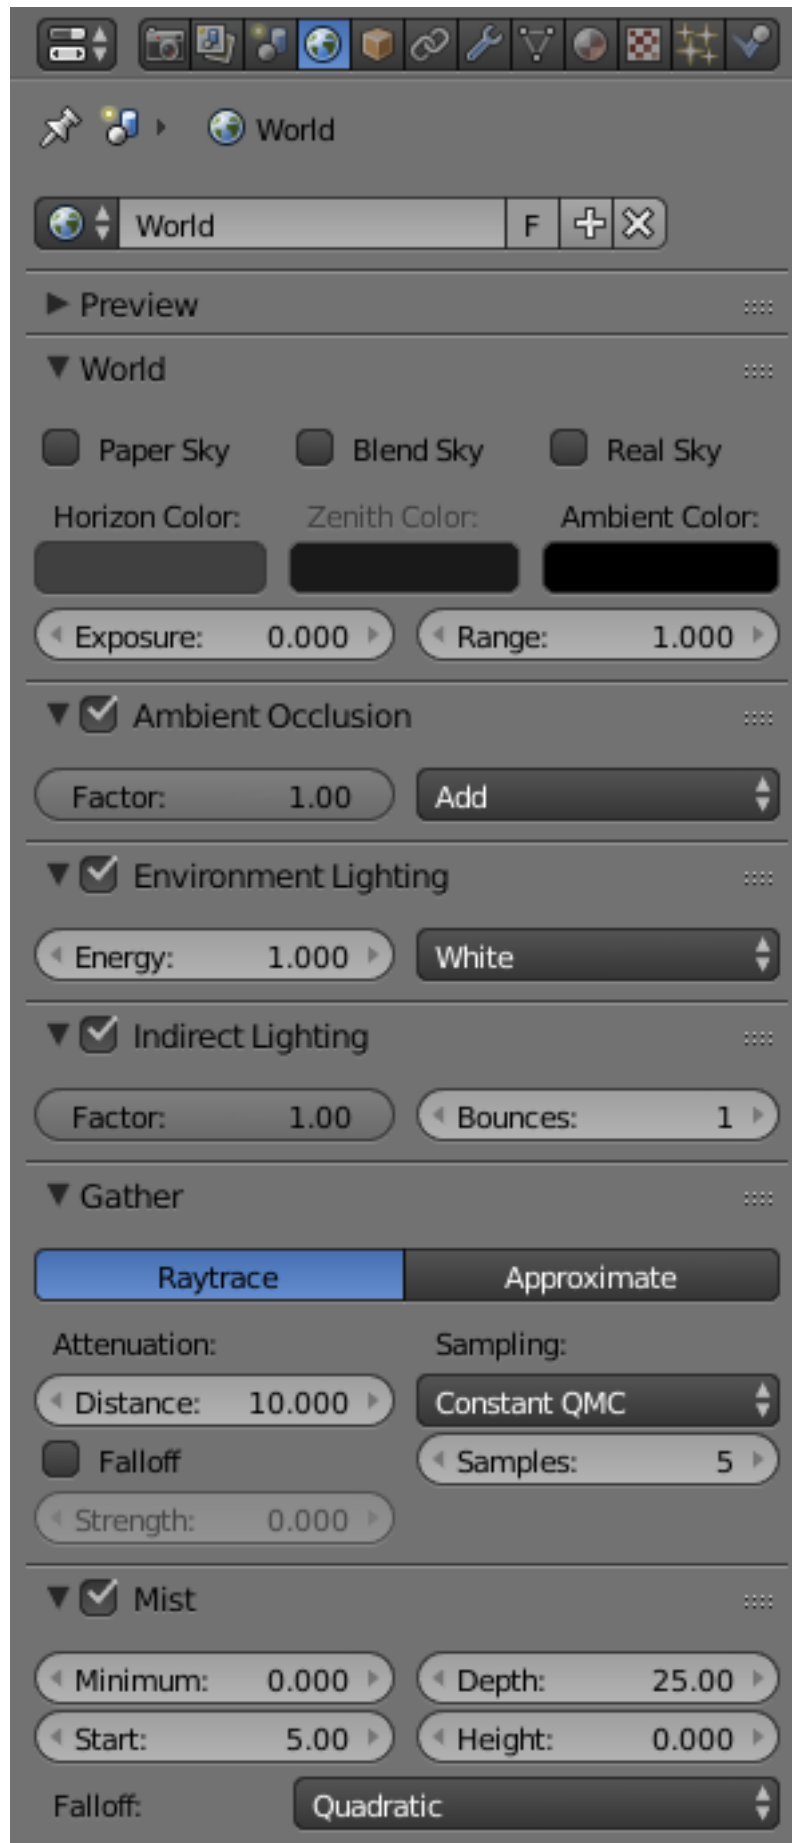 World
World F
Preview
World
Paper Sky Blend Sky Real Sky
Horizon Color: Zenith Color: Ambient Color:
Exposure: 0.000 Range: 1.000
Ambient Occlusion
Factor: 1.00 Add
Environment Lighting
Energy: 1.000 White
Indirect Lighting
Factor: 1.00 Bounces: 1
Gather
Raytrace Approximate
Attenuation: Sampling:
Distance: 10.000 Constant QMC
Falloff Samples: 5
Strength: 0.000
Mist
Minimum: 0.000 Depth: 25.00
Start: 5.00 Height: 0.000
Falloff: Quadratic